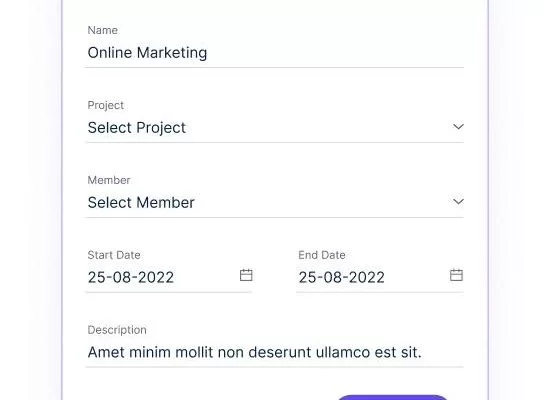 Name
Online Marketing
Project
Select Project
Member
Select Member
Start Date End Date
25-08-2022 25-08-2022
Description
Amet minim mollit non deserunt ullamco est sit.